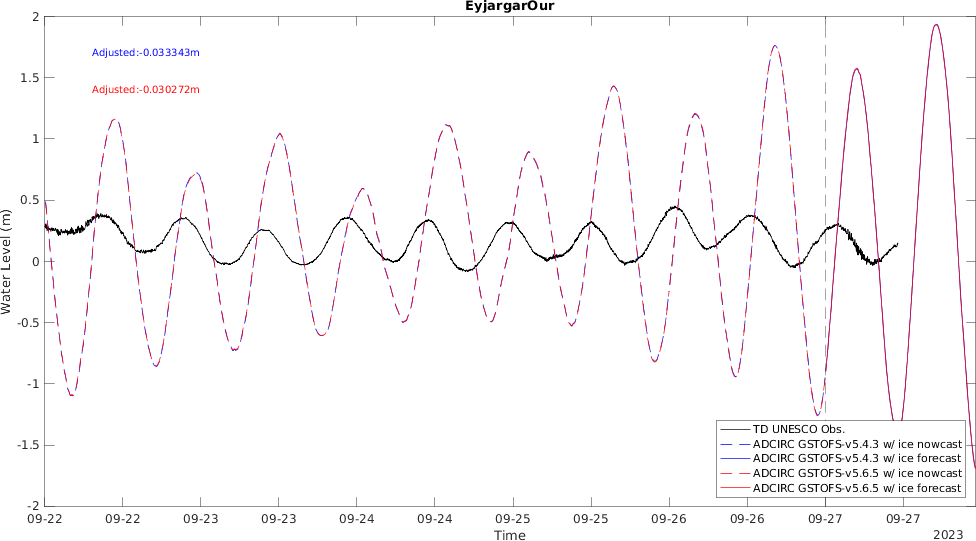 EyjargarOur
Adjusted:-0.033343m
Adjusted:-0.030272m
Water Level (m)
2
1.5
1
0.5
0
-0.5
-1
-1.5
-2
TD UNESCO Obs.
ADCIRC GSTOFS-v5.4.3 w/ ice nowcast
ADCIRC GSTOFS-v5.4.3 w/ ice forecast
ADCIRC GSTOFS-v5.6.5 w/ ice nowcast
ADCIRC GSTOFS-v5.6.5 w/ ice forecast
09-22 09-22 09-23 09-23 09-24 09-24 09-25 09-25 09-26 09-26 09-27 09-27
Time
2023